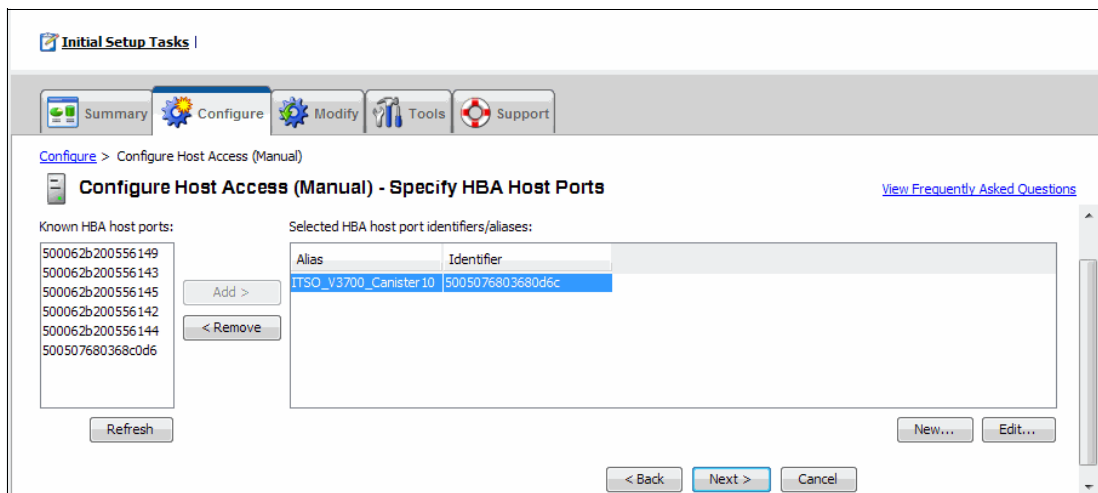 Initial Setup Tasks |
Summary Configure Modify Tools Support
Configure > Configure Host Access (Manual)
Configure Host Access (Manual) - Specify HBA Host Ports
View Frequently Asked Questions
Known HBA host ports:
500062b200556149
500062b200556143
500062b200556145
500062b200556142
500062b200556144
500507680368c0d6
Add >
< Remove
Refresh
Selected HBA host port identifiers/aliases:
Alias Identifier
ITSO_V3700_Canister10 5005076803680d6c
New... Edit...
< Back Next > Cancel